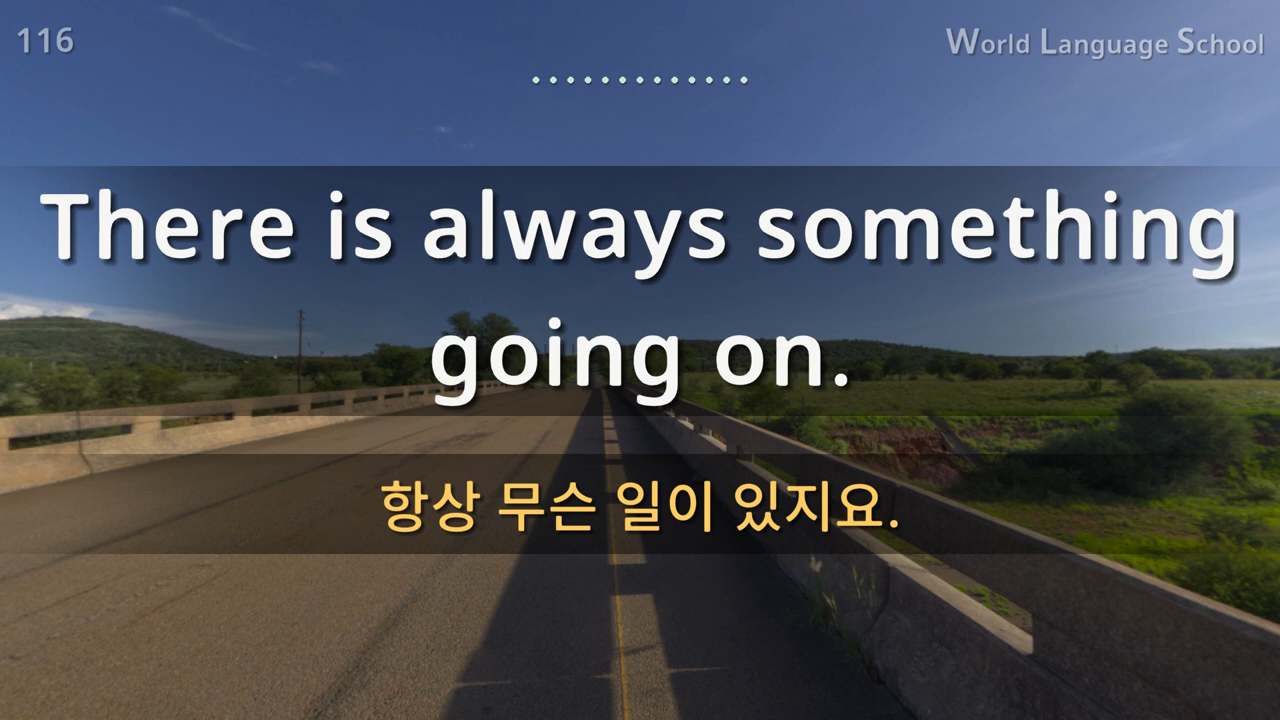 116
World Language School
There is always something
going on.
항상 무슨 일이 있지요.